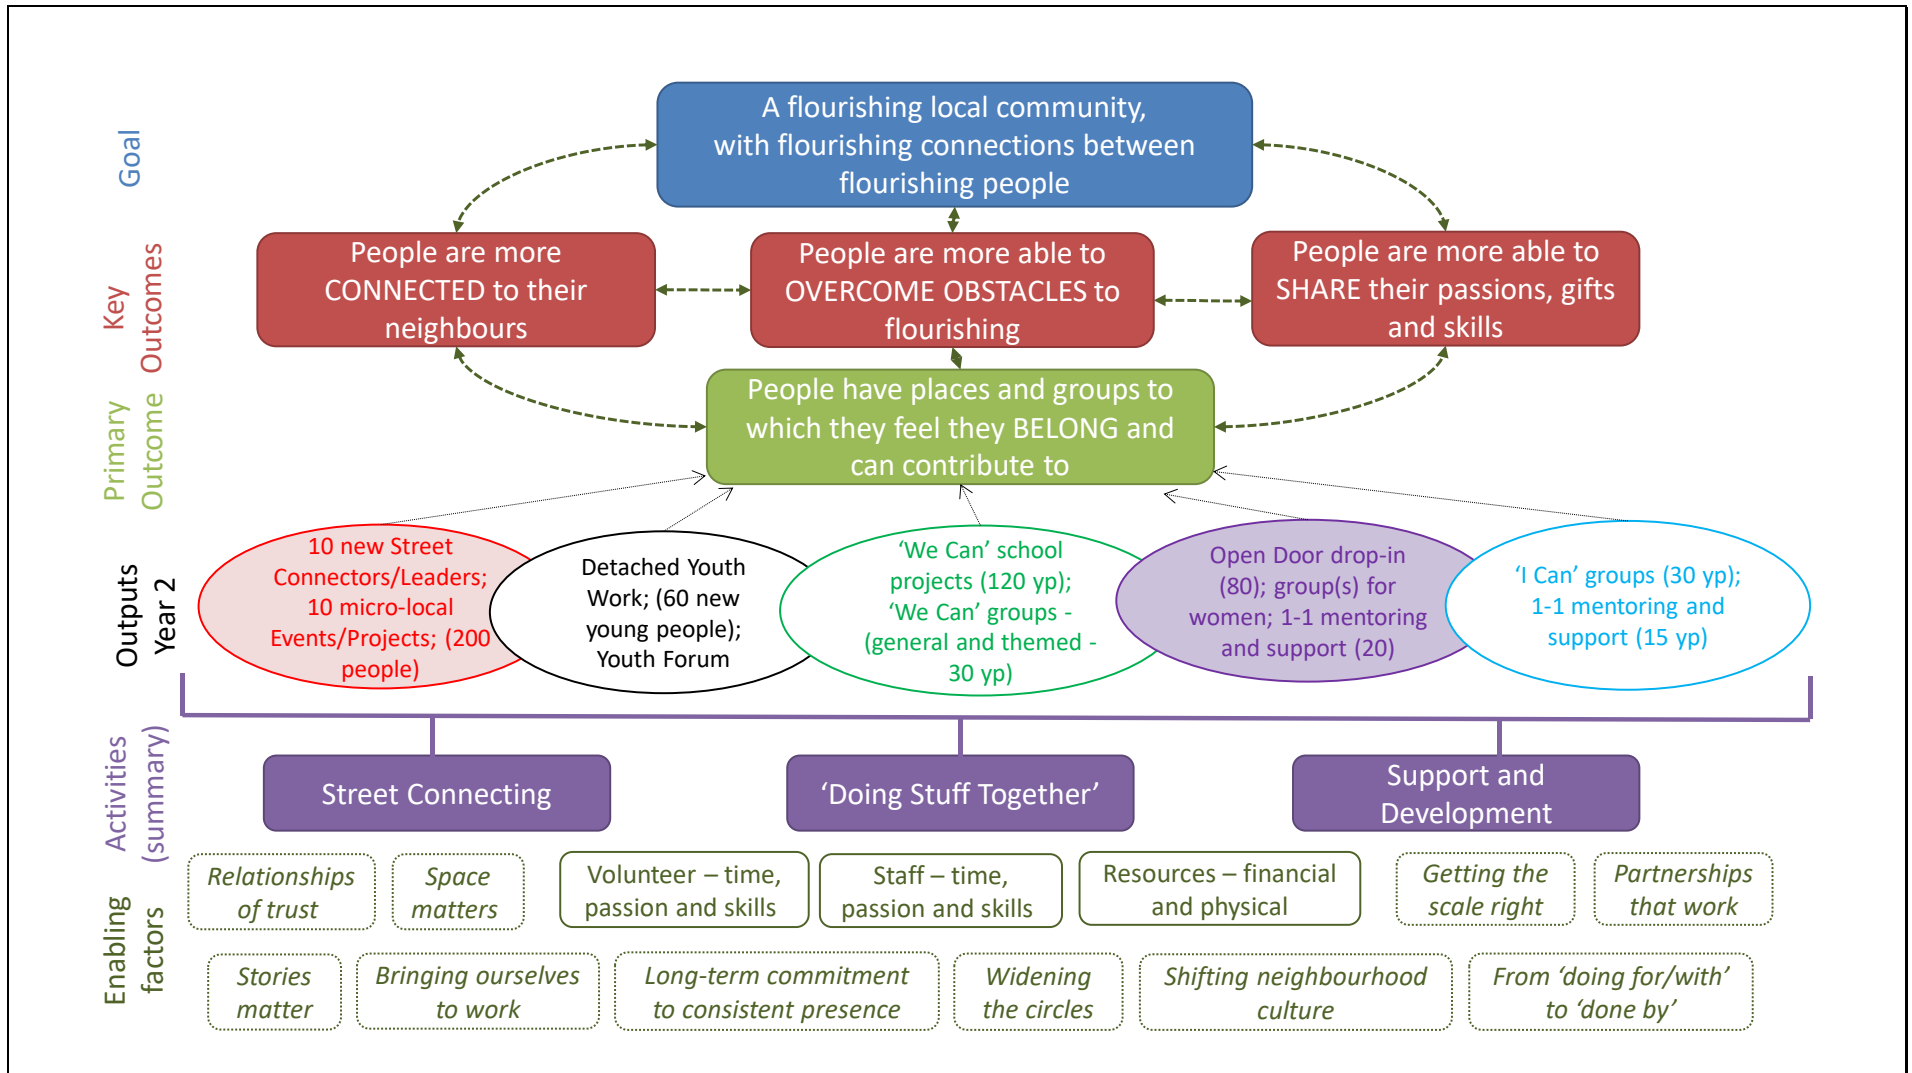 Goal
A flourishing local community,
with flourishing connections between
flourishing people
Key
Outcomes
People are more
CONNECTED to their
neighbours
People are more able to
OVERCOME OBSTACLES to
flourishing
People are more able to
SHARE their passions, gifts
and skills
Primary
Outcome
People have places and groups to
which they feel they BELONG and
can contribute to
Outputs
Year 2
10 new Street
Connectors/Leaders;
10 micro-local
Events/Projects; (200
people)
Detached Youth
Work; (60 new
young people);
Youth Forum
‘We Can’ school
projects (120 yp);
‘We Can’ groups -
(general and themed -
30 yp)
Open Door drop-in
(80); group(s) for
women; 1-1 mentoring
and support (20)
‘I Can’ groups (30 yp);
1-1 mentoring and
support (15 yp)
Activities
(summary)
Street Connecting
‘Doing Stuff Together’
Support and
Development
Enabling
factors
Relationships
of trust
Space
matters
Volunteer – time,
passion and skills
Staff – time,
passion and skills
Resources – financial
and physical
Getting the
scale right
Partnerships
that work
Stories
matter
Bringing ourselves
to work
Long-term commitment
to consistent presence
Widening
the circles
Shifting neighbourhood
culture
From ‘doing for/with’
to ‘done by’